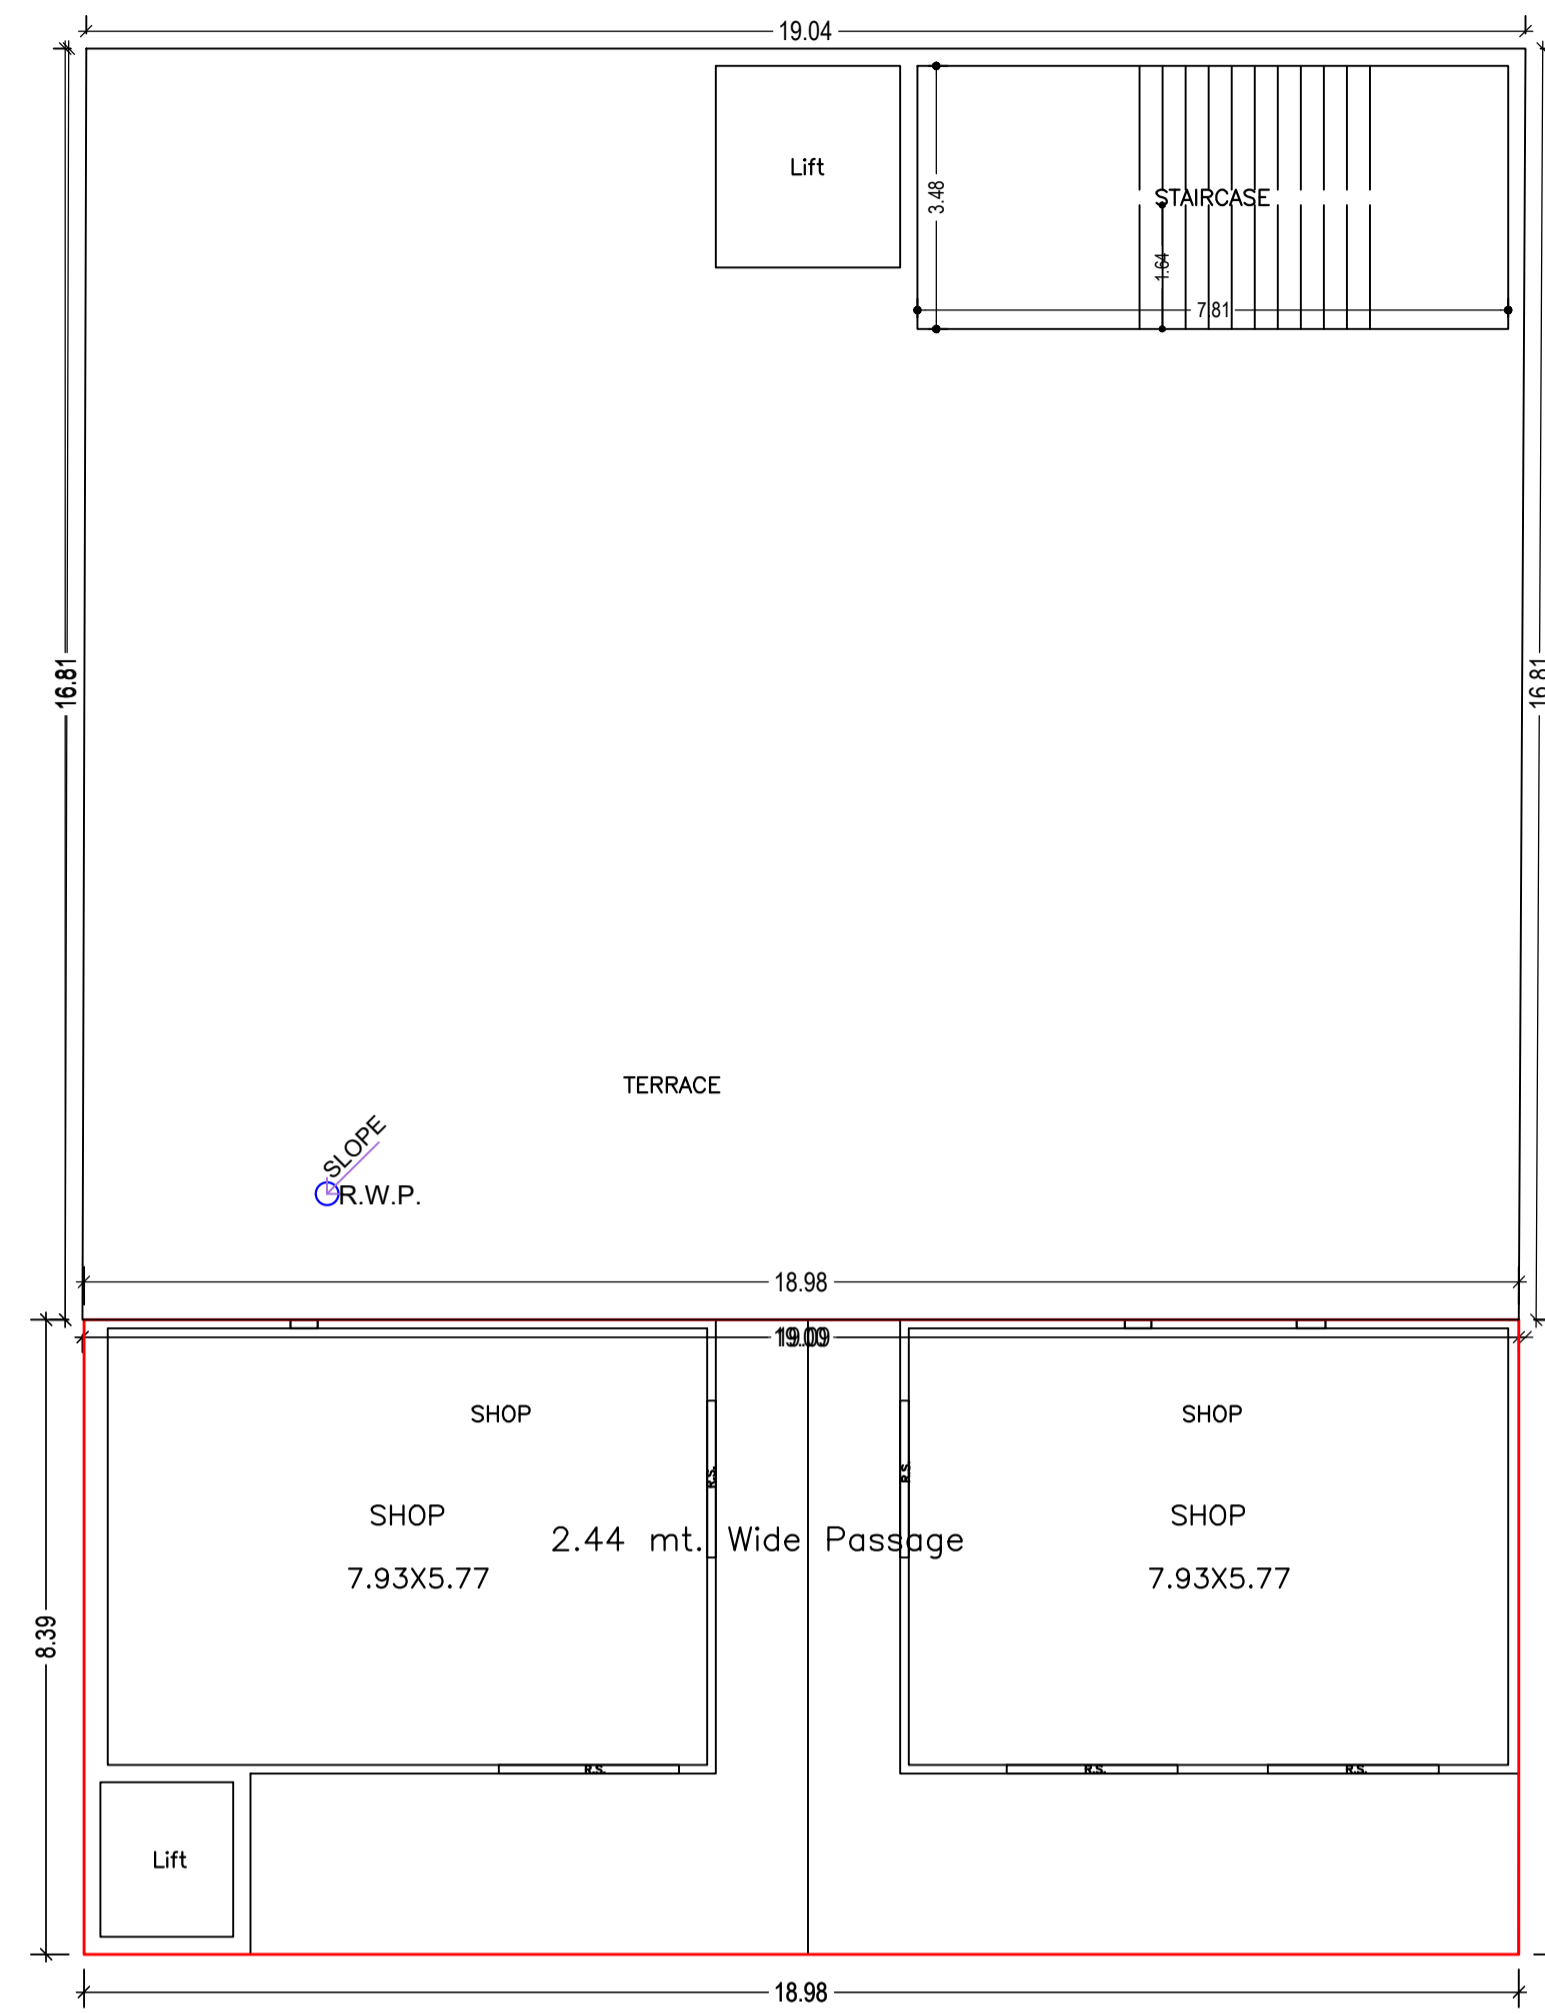 19.04
Lift
3.48
STAIRCASE
1.64
7.81
16.81
16.81
TERRACE
SLOPE
R.W.P.
18.98
SHOP
SHOP
R.S.
R.S.
SHOP
SHOP
2.44 mt. Wide Passage
7.93X5.77
7.93X5.77
8.39
R.S.
R.S.
R.S.
Lift
18.98